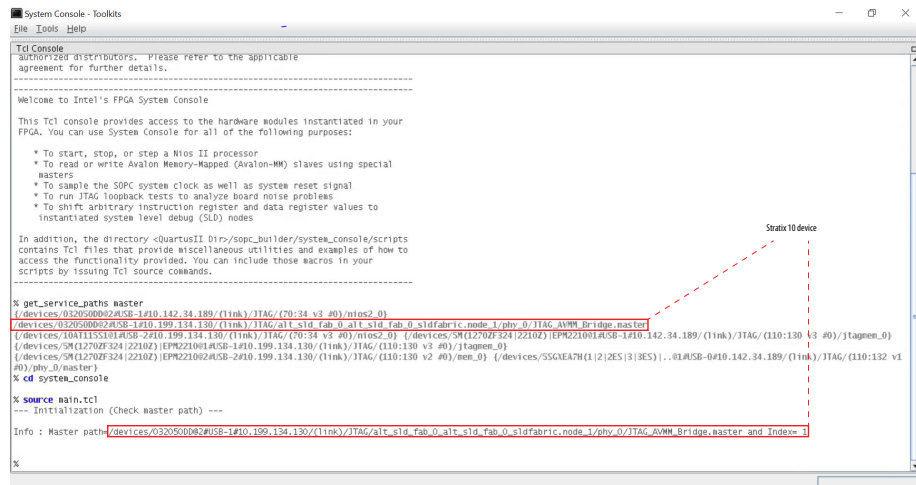 System Console - Toolkits
File Tools Help
Tcl Console
authorized distributors. Please refer to the applicable
agreement for further details.
--------------------------------------------------------------------------------
--------------------------------------------------------------------------------
Welcome to Intel's FPGA System Console
This Tcl console provides access to the hardware modules instantiated in your
FPGA. You can use System Console for all of the following purposes:
* To start, stop, or step a Nios II processor
* To read or write Avalon Memory-Mapped (Avalon-MM) slaves using special
masters
* To sample the SOPC system clock as well as system reset signal
* To run JTAG loopback tests to analyze board noise problems
* To shift arbitrary instruction register and data register values to
instantiated system level debug (SLD) nodes
Stratix 10 device
In addition, the directory <QuartusII Dir>/sopc_builder/system_console/scripts
contains Tcl files that provide miscellaneous utilities and examples of how to
access the functionality provided. You can include those macros in your
scripts by issuing Tcl source commands.
--------------------------------------------------------------------------------
% get_service_paths master
{/devices/032050DD@2#USB-1#10.142.34.189/(link)/JTAG/(70:34 v3 #0)/nios2_0}
/devices/032050DD@2#USB-1#10.199.134.130/(link)/JTAG/alt_sld_fab_0_alt_sld_fab_0_sldfabric.node_1/phy_0/JTAG_AVMM_Bridge.master
{/devices/10AT115S1@1#USB-2#10.199.134.130/(link)/JTAG/(70:34 v3 #0)/nios2_0} {/devices/5M(1270ZF324|2210Z)|EPM2210@1#USB-1#10.142.34.189/(link)/JTAG/(110:130 v3 #0)/jtagmem_0}
{/devices/5M(1270ZF324|2210Z)|EPM2210@1#USB-1#10.199.134.130/(link)/JTAG/(110:130 v3 #0)/jtagmem_0}
{/devices/5M(1270ZF324|2210Z)|EPM2210@2#USB-2#10.199.134.130/(link)/JTAG/(110:130 v2 #0)/mem_0} {/devices/5SGXEA7H(1|2|2ES|3|3ES)|..@1#USB-0#10.142.34.189/(link)/JTAG/(110:132 v1
#0)/phy_0/master}
% cd system_console
% source main.tcl
--- Initialization (Check master path) ---
Info : Master path=/devices/032050DD@2#USB-1#10.199.134.130/(link)/JTAG/alt_sld_fab_0_alt_sld_fab_0_sldfabric.node_1/phy_0/JTAG_AVMM_Bridge.master and Index= 1
%